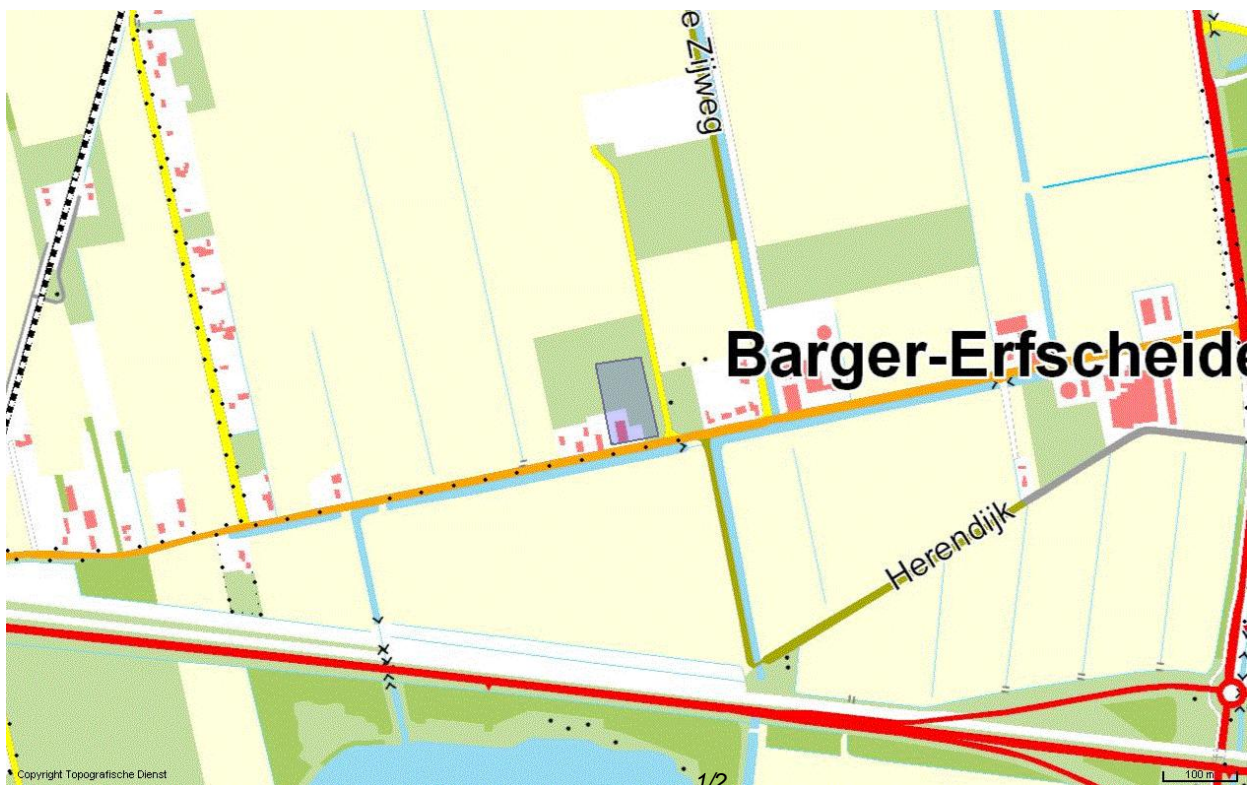 e Zijweg
Barger-Erfscheide
Herendijk
Copyright Topografische Dienst
1/2
100 m